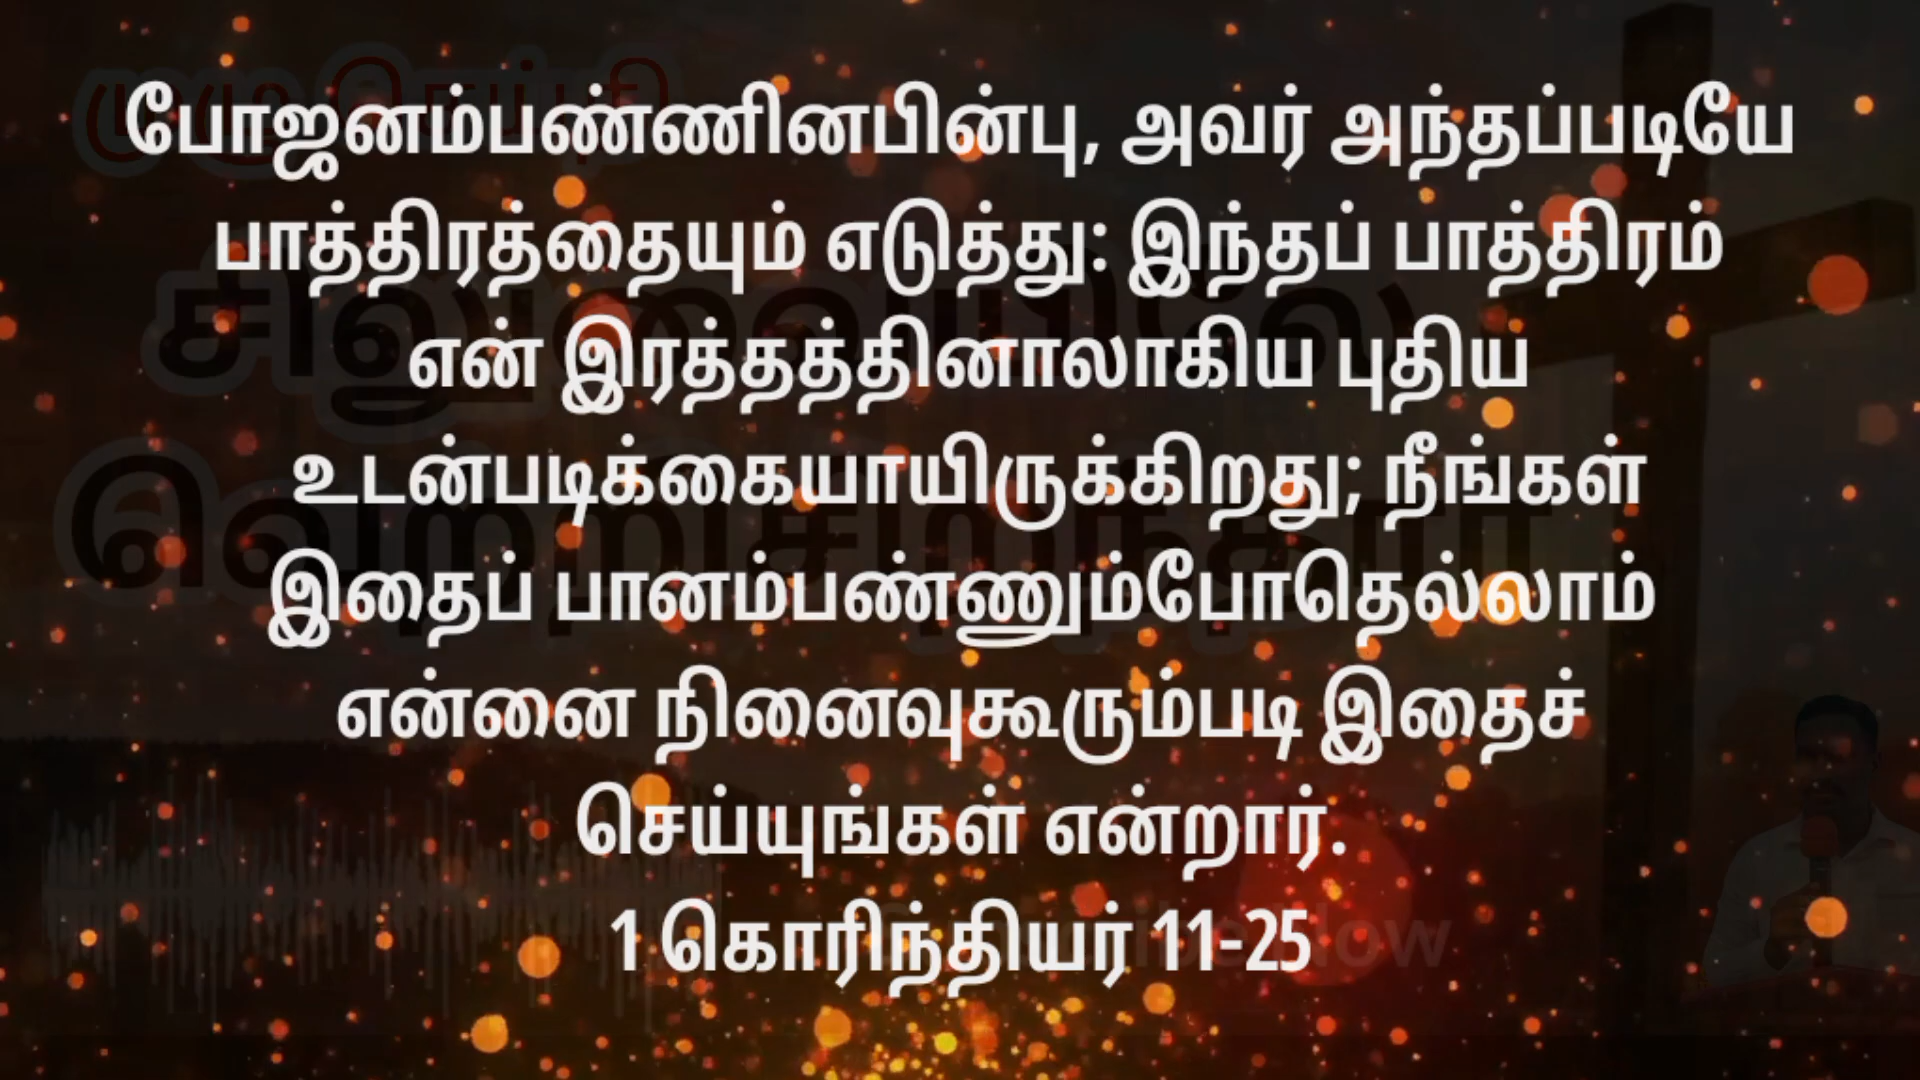 போஜனம்பண்ணினபின்பு, அவர் அந்தப்படியே
பாத்திரத்தையும் எடுத்து: இந்தப் பாத்திரம்
என் இரத்தத்தினாலாகிய புதிய
உடன்படிக்கையாயிருக்கிறது; நீங்கள்
இதைப் பானம்பண்ணும்போதெல்லாம்
என்னை நினைவுகூரும்படி இதைச்
செய்யுங்கள் என்றார்.
1 கொரிந்தியர் 11-25